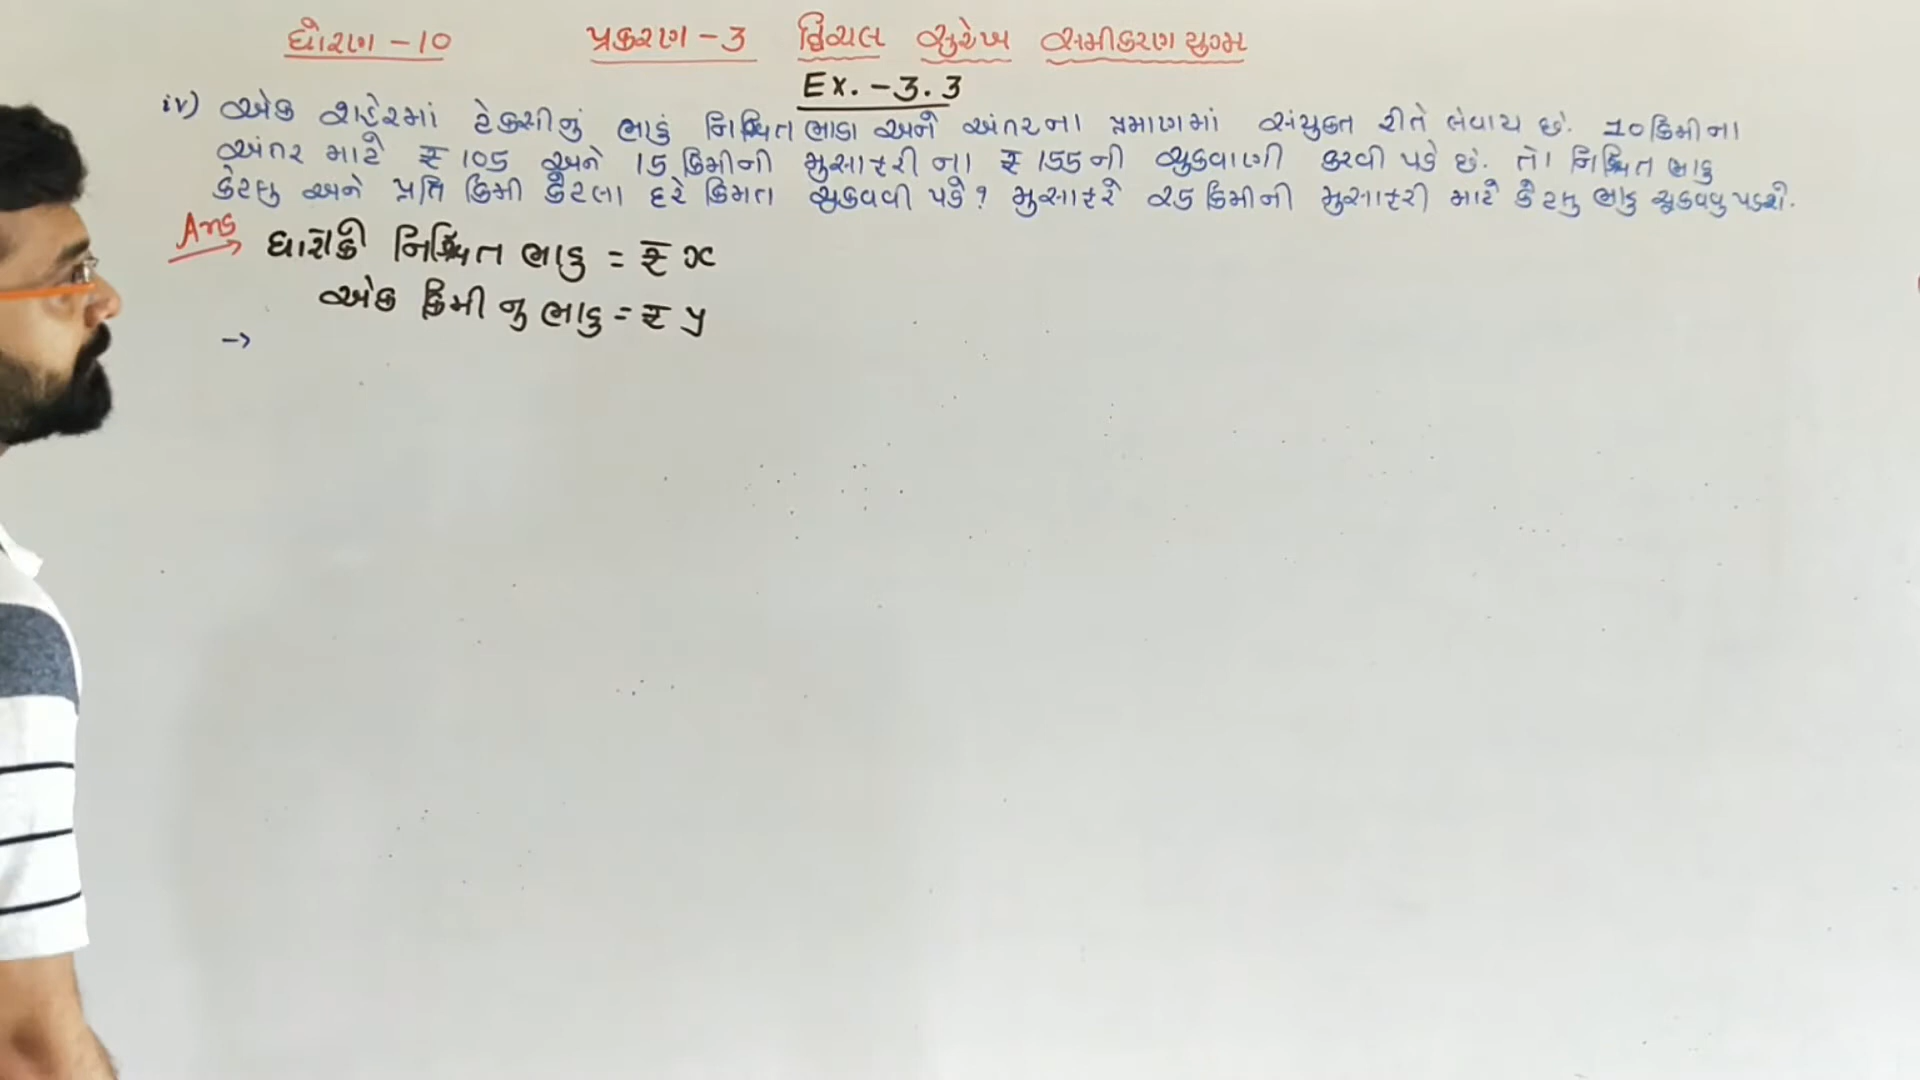 ધોરણ - 10 પ્રકરણ - 3 દ્વિચલ સુરેખ સમીકરણ યુગ્મ
Ex. - 3.3
iv) એક શહેરમાં ટેક્સીનું ભાડું નિશ્ચિત ભાડા અને અંતરના પ્રમાણમાં સંયુક્ત રીતે લેવાય છે. 10 કિમીના
અંતર માટે ₹ 105 અને 15 કિમીની મુસાફરી ના ₹ 155 ની ચુકવાણી કરવી પડે છે. તો નિશ્ચિત ભાડુ
કેટલુ અને પ્રતિ કિમી કેટલા દરે કિંમત ચુકવવી પડે? મુસાફરે 25 કિમીની મુસાફરી માટે કેટલુ ભાડુ ચુકવવુ પડશે.
Ans ધારોકી નિશ્ચિત ભાડુ = ₹ x
એક કિમી નુ ભાડુ = ₹ y
→